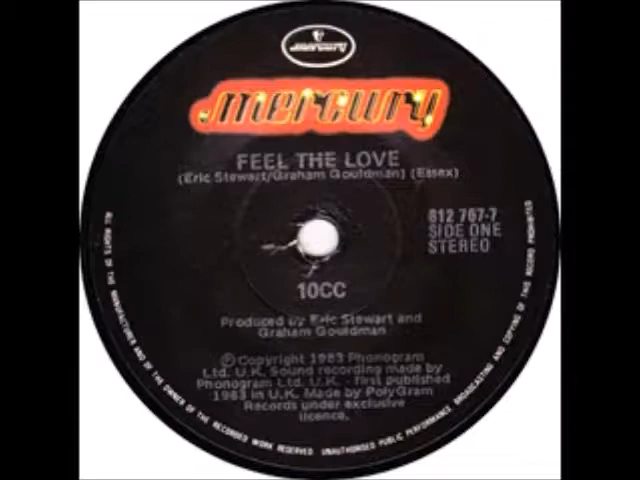 mercury
mercury
FEEL THE LOVE
(Eric Stewart/Graham Gouldman) (Essex)
812 767-7
SIDE ONE
STEREO
10CC
Produced by Eric Stewart and
Graham Gouldman
Ⓟ Copyright 1983 Phonogram
Ltd. U.K. Sound recording made by
Phonogram Ltd. U.K. - first published
1983 in U.K. Made by PolyGram
Records under exclusive
licence.
ALL RIGHTS OF THE MANUFACTURER AND OF THE OWNER OF THE RECORDED WORK RESERVED. UNAUTHORISED PUBLIC PERFORMANCE BROADCASTING AND COPYING OF THIS RECORD PROHIBITED